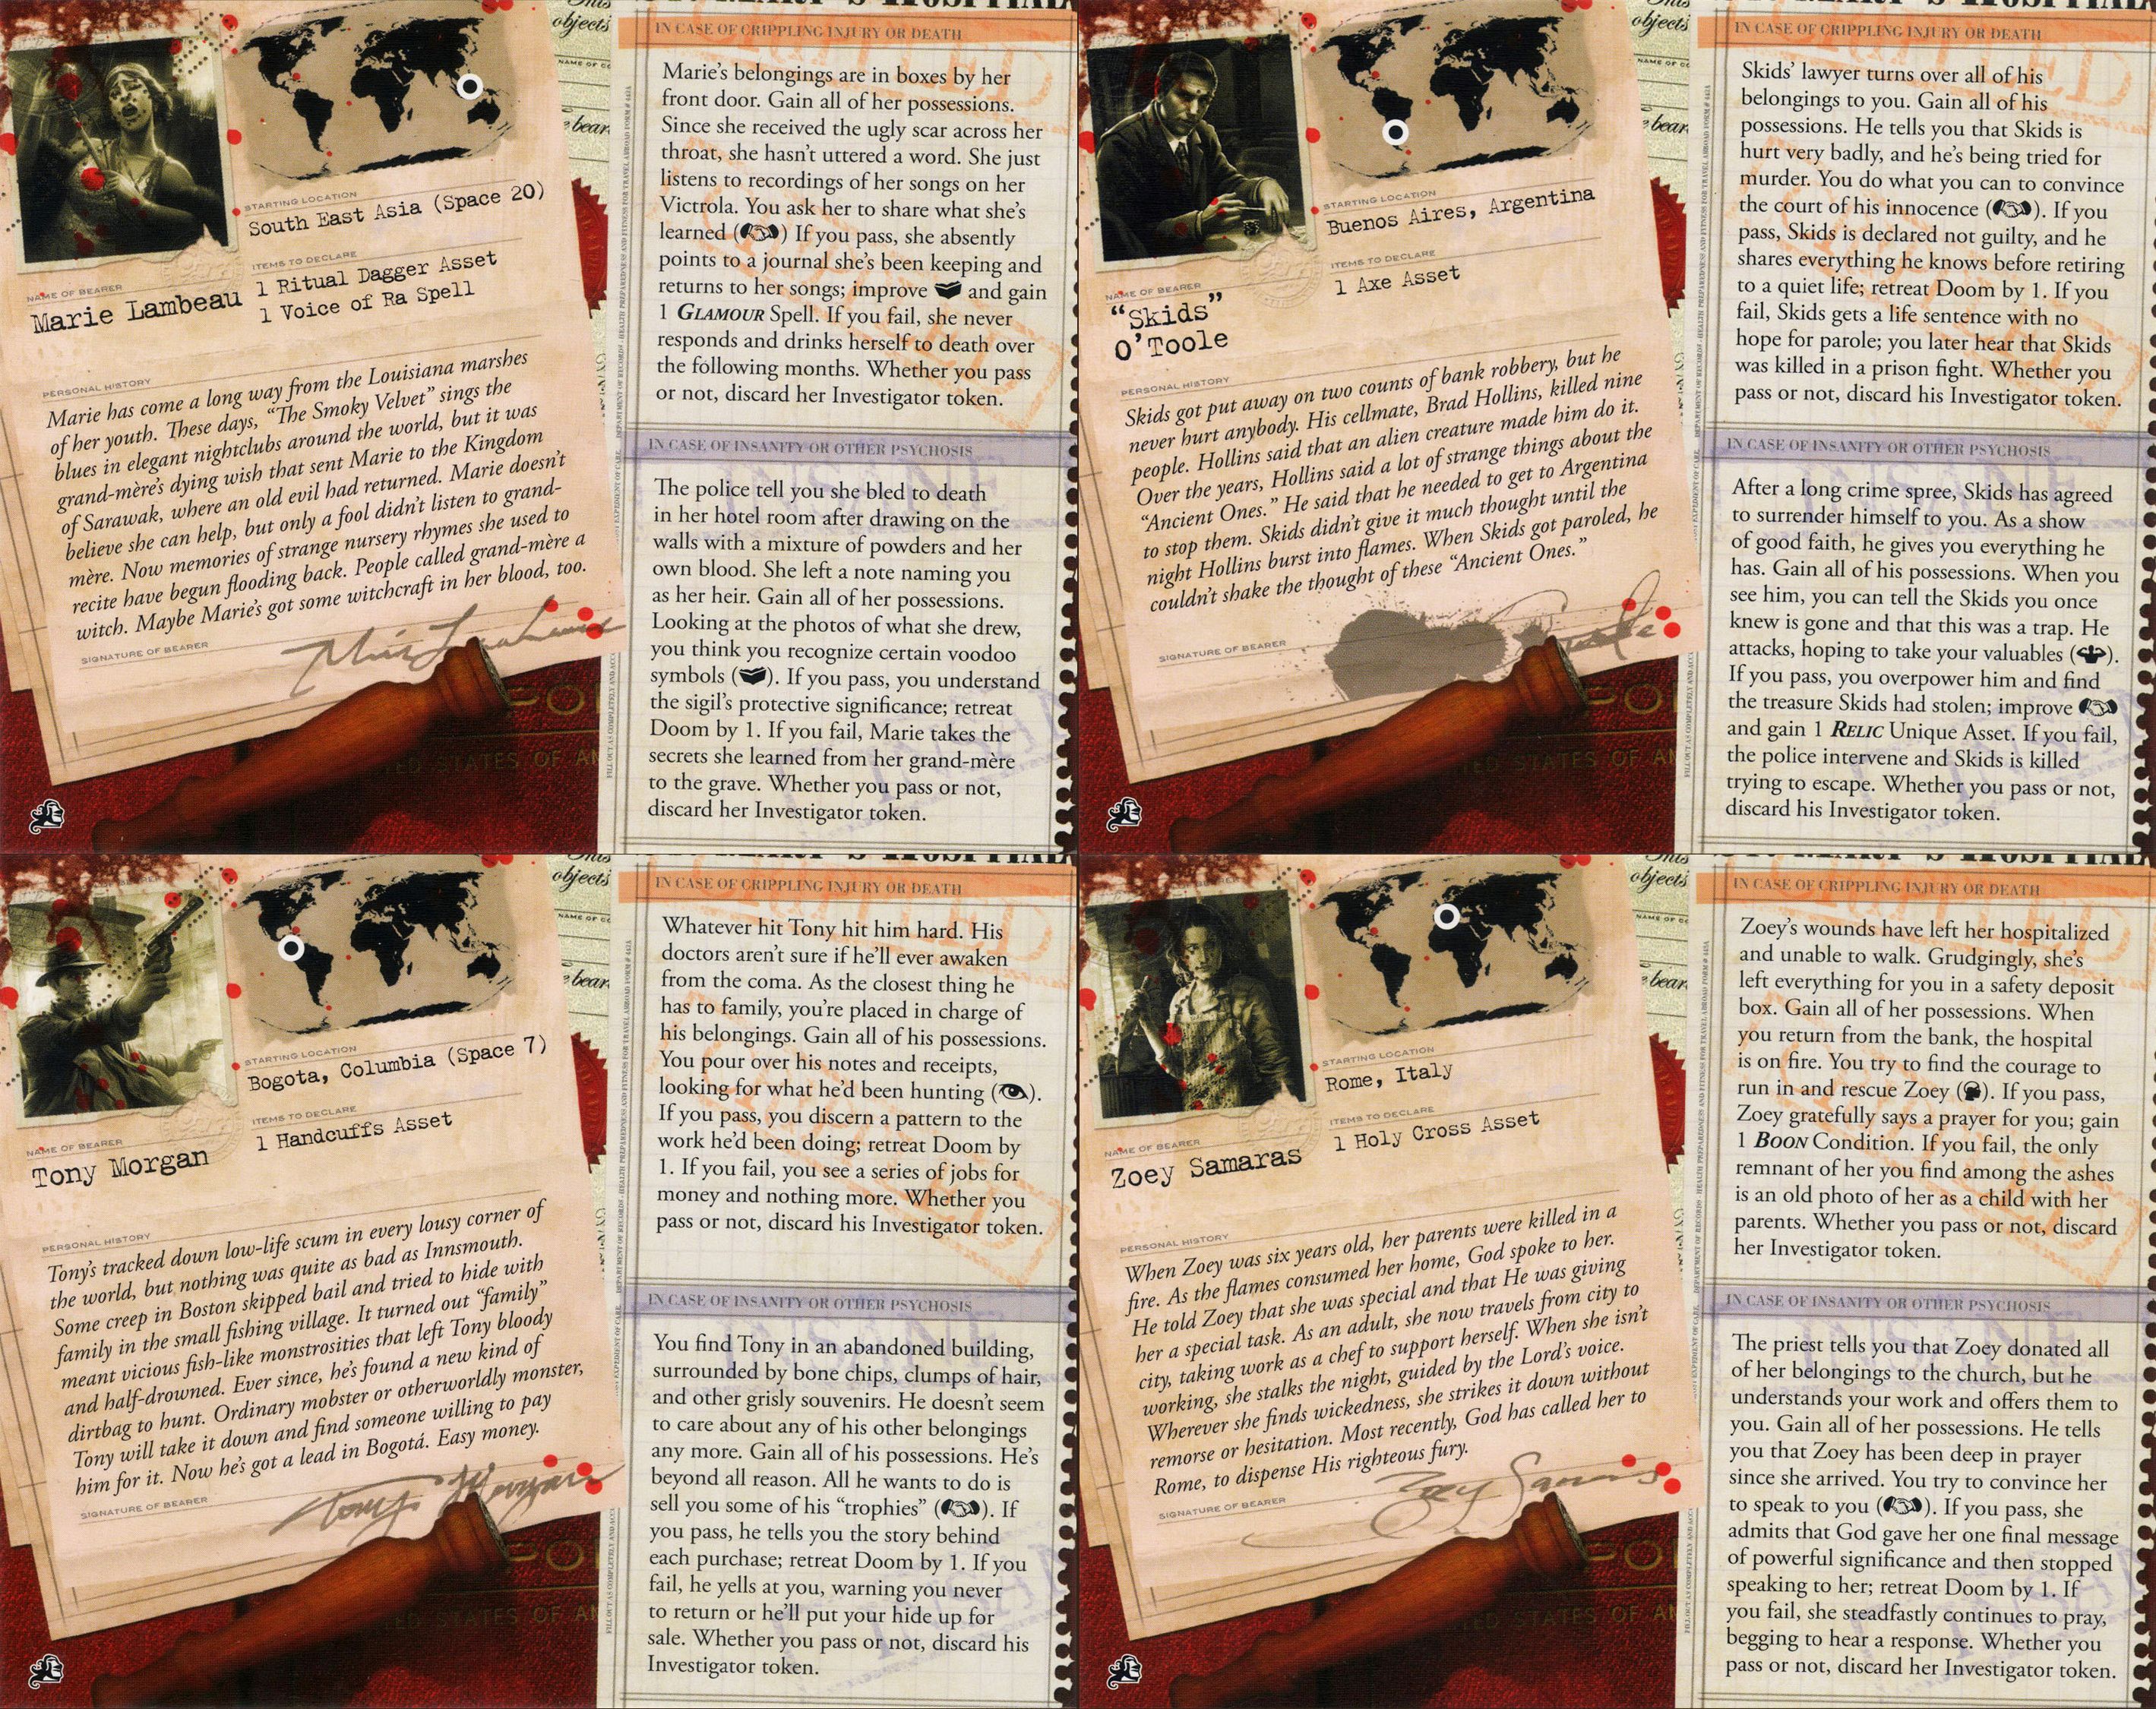 objects
NAME OF
e bear
STARTING LOCATION
South East Asia (Space 20)
ITEMS TO DECLARE
1 Ritual Dagger Asset
1 Voice of Ra Spell
NAME OF BEARER
Marie Lambeau
PERSONAL HISTORY
Marie has come a long way from the Louisiana marshes
of her youth. These days, “The Smoky Velvet” sings the
blues in elegant nightclubs around the world, but it was
grand-mère’s dying wish that sent Marie to the Kingdom
of Sarawak, where an old evil had returned. Marie doesn’t
believe she can help, but only a fool didn’t listen to grand-
mère. Now memories of strange nursery rhymes she used to
recite have begun flooding back. People called grand-mère a
witch. Maybe Marie’s got some witchcraft in her blood, too.
SIGNATURE OF BEARER
IN CASE OF CRIPPLING INJURY OR DEATH
Marie’s belongings are in boxes by her
front door. Gain all of her possessions.
Since she received the ugly scar across her
throat, she hasn’t uttered a word. She just
listens to recordings of her songs on her
Victrola. You ask her to share what she’s
learned ( ) If you pass, she absently
points to a journal she’s been keeping and
returns to her songs; improve and gain
1 GLAMOUR Spell. If you fail, she never
responds and drinks herself to death over
the following months. Whether you pass
or not, discard her Investigator token.
IN CASE OF INSANITY OR OTHER PSYCHOSIS
The police tell you she bled to death
in her hotel room after drawing on the
walls with a mixture of powders and her
own blood. She left a note naming you
as her heir. Gain all of her possessions.
Looking at the photos of what she drew,
you think you recognize certain voodoo
symbols ( ). If you pass, you understand
the sigil’s protective significance; retreat
Doom by 1. If you fail, Marie takes the
secrets she learned from her grand-mère
to the grave. Whether you pass or not,
discard her Investigator token.
objects
e bear
STARTING LOCATION
Buenos Aires, Argentina
ITEMS TO DECLARE
1 Axe Asset
NAME OF BEARER
“Skids”
O’Toole
PERSONAL HISTORY
Skids got put away on two counts of bank robbery, but he
never hurt anybody. His cellmate, Brad Hollins, killed nine
people. Hollins said that an alien creature made him do it.
Over the years, Hollins said a lot of strange things about the
“Ancient Ones.” He said that he needed to get to Argentina
to stop them. Skids didn’t give it much thought until the
night Hollins burst into flames. When Skids got paroled, he
couldn’t shake the thought of these “Ancient Ones.”
SIGNATURE OF BEARER
IN CASE OF CRIPPLING INJURY OR DEATH
Skids’ lawyer turns over all of his
belongings to you. Gain all of his
possessions. He tells you that Skids is
hurt very badly, and he’s being tried for
murder. You do what you can to convince
the court of his innocence ( ). If you
pass, Skids is declared not guilty, and he
shares everything he knows before retiring
to a quiet life; retreat Doom by 1. If you
fail, Skids gets a life sentence with no
hope for parole; you later hear that Skids
was killed in a prison fight. Whether you
pass or not, discard his Investigator token.
IN CASE OF INSANITY OR OTHER PSYCHOSIS
After a long crime spree, Skids has agreed
to surrender himself to you. As a show
of good faith, he gives you everything he
has. Gain all of his possessions. When you
see him, you can tell the Skids you once
knew is gone and that this was a trap. He
attacks, hoping to take your valuables ( ).
If you pass, you overpower him and find
the treasure Skids had stolen; improve
and gain 1 RELIC Unique Asset. If you fail,
the police intervene and Skids is killed
trying to escape. Whether you pass or not,
discard his Investigator token.
objects
e bear
STARTING LOCATION
Bogota, Columbia (Space 7)
ITEMS TO DECLARE
1 Handcuffs Asset
NAME OF BEARER
Tony Morgan
PERSONAL HISTORY
Tony’s tracked down low-life scum in every lousy corner of
the world, but nothing was quite as bad as Innsmouth.
Some creep in Boston skipped bail and tried to hide with
family in the small fishing village. It turned out “family”
meant vicious fish-like monstrosities that left Tony bloody
and half-drowned. Ever since, he’s found a new kind of
dirtbag to hunt. Ordinary mobster or otherworldly monster,
Tony will take it down and find someone willing to pay
him for it. Now he’s got a lead in Bogotá. Easy money.
SIGNATURE OF BEARER
Tony Morgan
IN CASE OF CRIPPLING INJURY OR DEATH
Whatever hit Tony hit him hard. His
doctors aren’t sure if he’ll ever awaken
from the coma. As the closest thing he
has to family, you’re placed in charge of
his belongings. Gain all of his possessions.
You pour over his notes and receipts,
looking for what he’d been hunting ( ).
If you pass, you discern a pattern to the
work he’d been doing; retreat Doom by
1. If you fail, you see a series of jobs for
money and nothing more. Whether you
pass or not, discard his Investigator token.
IN CASE OF INSANITY OR OTHER PSYCHOSIS
You find Tony in an abandoned building,
surrounded by bone chips, clumps of hair,
and other grisly souvenirs. He doesn’t seem
to care about any of his other belongings
any more. Gain all of his possessions. He’s
beyond all reason. All he wants to do is
sell you some of his “trophies” ( ). If
you pass, he tells you the story behind
each purchase; retreat Doom by 1. If you
fail, he yells at you, warning you never
to return or he’ll put your hide up for
sale. Whether you pass or not, discard his
Investigator token.
objects
e bear
STARTING LOCATION
Rome, Italy
ITEMS TO DECLARE
1 Holy Cross Asset
NAME OF BEARER
Zoey Samaras
PERSONAL HISTORY
When Zoey was six years old, her parents were killed in a
fire. As the flames consumed her home, God spoke to her.
He told Zoey that she was special and that He was giving
her a special task. As an adult, she now travels from city to
city, taking work as a chef to support herself. When she isn’t
working, she stalks the night, guided by the Lord’s voice.
Wherever she finds wickedness, she strikes it down without
remorse or hesitation. Most recently, God has called her to
Rome, to dispense His righteous fury.
SIGNATURE OF BEARER
Zoey Samaras
IN CASE OF CRIPPLING INJURY OR DEATH
Zoey’s wounds have left her hospitalized
and unable to walk. Grudgingly, she’s
left everything for you in a safety deposit
box. Gain all of her possessions. When
you return from the bank, the hospital
is on fire. You try to find the courage to
run in and rescue Zoey ( ). If you pass,
Zoey gratefully says a prayer for you; gain
1 BOON Condition. If you fail, the only
remnant of her you find among the ashes
is an old photo of her as a child with her
parents. Whether you pass or not, discard
her Investigator token.
IN CASE OF INSANITY OR OTHER PSYCHOSIS
The priest tells you that Zoey donated all
of her belongings to the church, but he
understands your work and offers them to
you. Gain all of her possessions. He tells
you that Zoey has been deep in prayer
since she arrived. You try to convince her
to speak to you ( ). If you pass, she
admits that God gave her one final message
of powerful significance and then stopped
speaking to her; retreat Doom by 1. If
you fail, she steadfastly continues to pray,
begging to hear a response. Whether you
pass or not, discard her Investigator token.